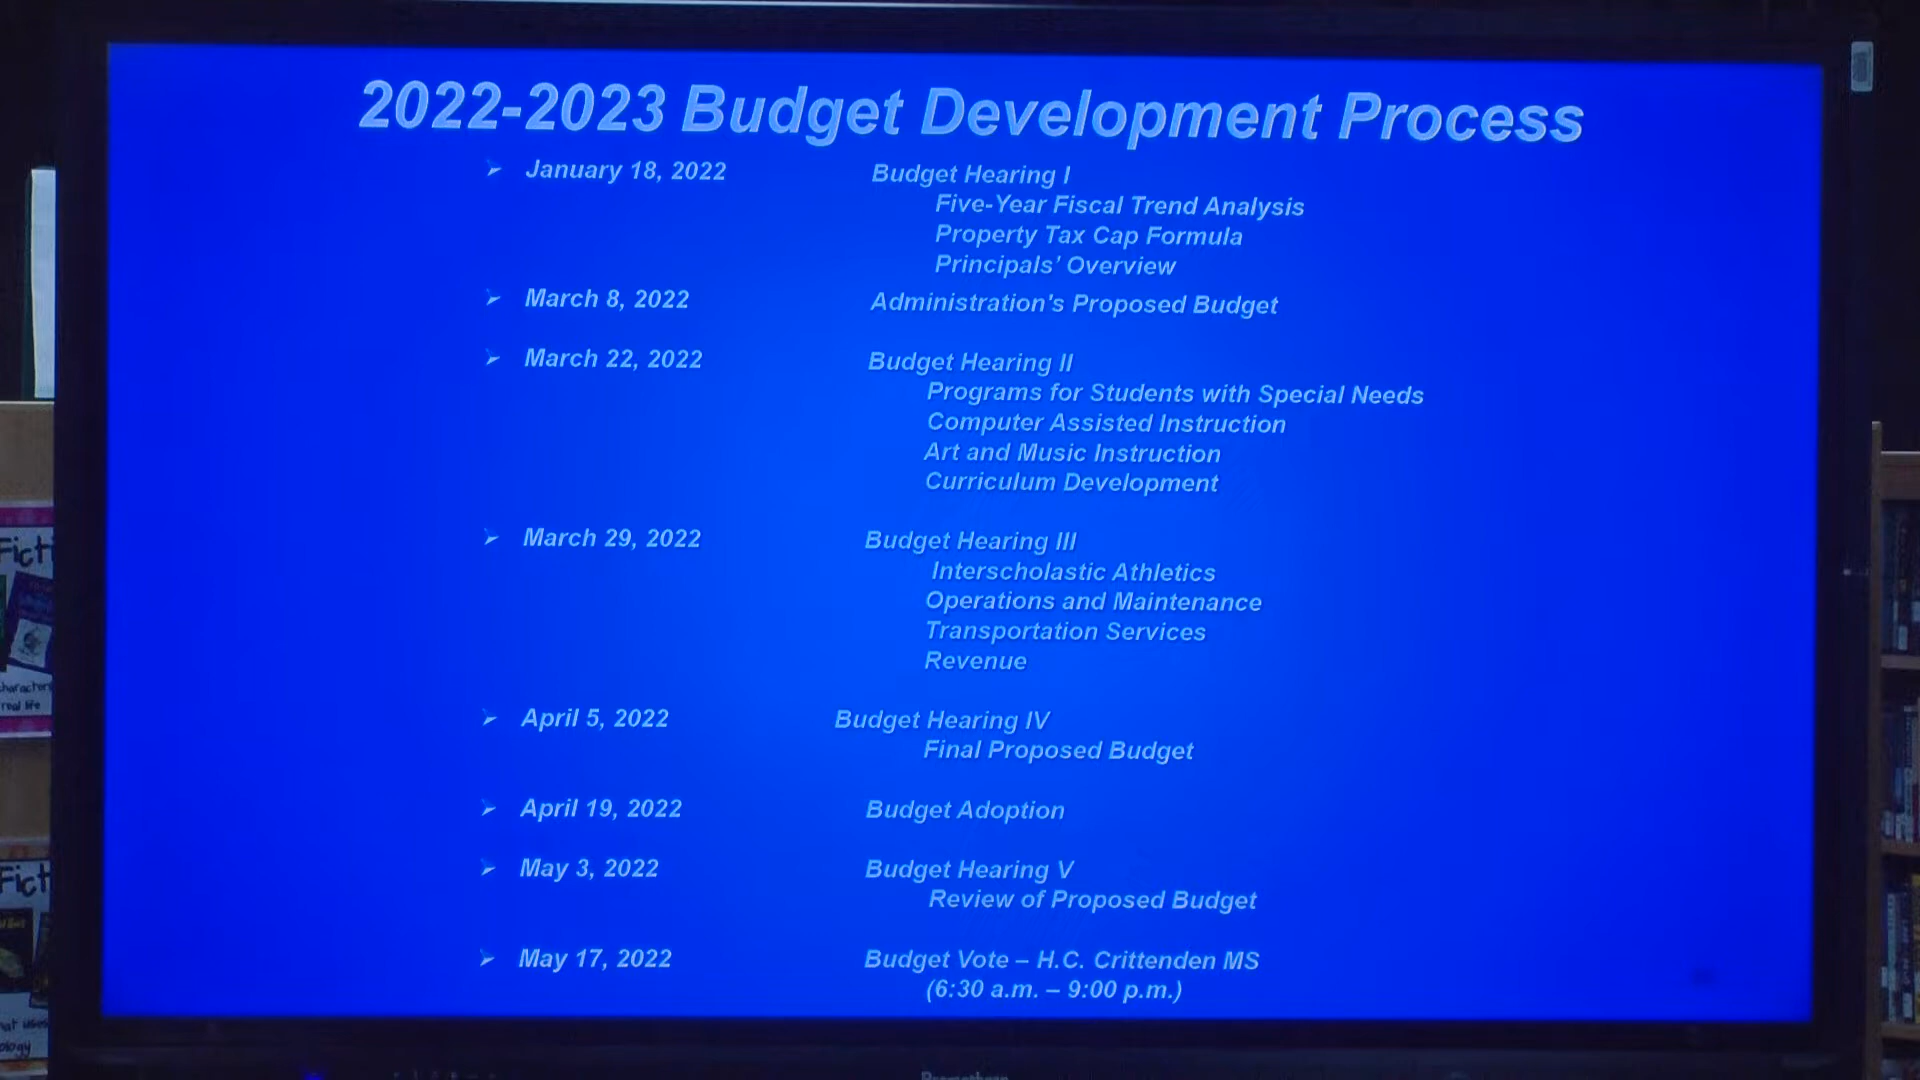 2022-2023 Budget Development Process
➢ January 18, 2022 Budget Hearing I
Five-Year Fiscal Trend Analysis
Property Tax Cap Formula
Principals’ Overview
➢ March 8, 2022 Administration’s Proposed Budget
➢ March 22, 2022 Budget Hearing II
Programs for Students with Special Needs
Computer Assisted Instruction
Art and Music Instruction
Curriculum Development
➢ March 29, 2022 Budget Hearing III
Interscholastic Athletics
Operations and Maintenance
Transportation Services
Revenue
➢ April 5, 2022 Budget Hearing IV
Final Proposed Budget
➢ April 19, 2022 Budget Adoption
➢ May 3, 2022 Budget Hearing V
Review of Proposed Budget
➢ May 17, 2022 Budget Vote – H.C. Crittenden MS
(6:30 a.m. – 9:00 p.m.)
Fict
real life
Fict